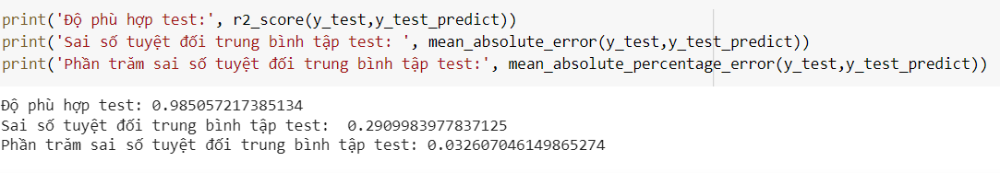 print('Độ phù hợp test:', r2_score(y_test,y_test_predict))
print('Sai số tuyệt đối trung bình tập test: ', mean_absolute_error(y_test,y_test_predict))
print('Phần trăm sai số tuyệt đối trung bình tập test:', mean_absolute_percentage_error(y_test,y_test_predict))
Độ phù hợp test: 0.985057217385134
Sai số tuyệt đối trung bình tập test:  0.2909983977837125
Phần trăm sai số tuyệt đối trung bình tập test: 0.032607046149865274